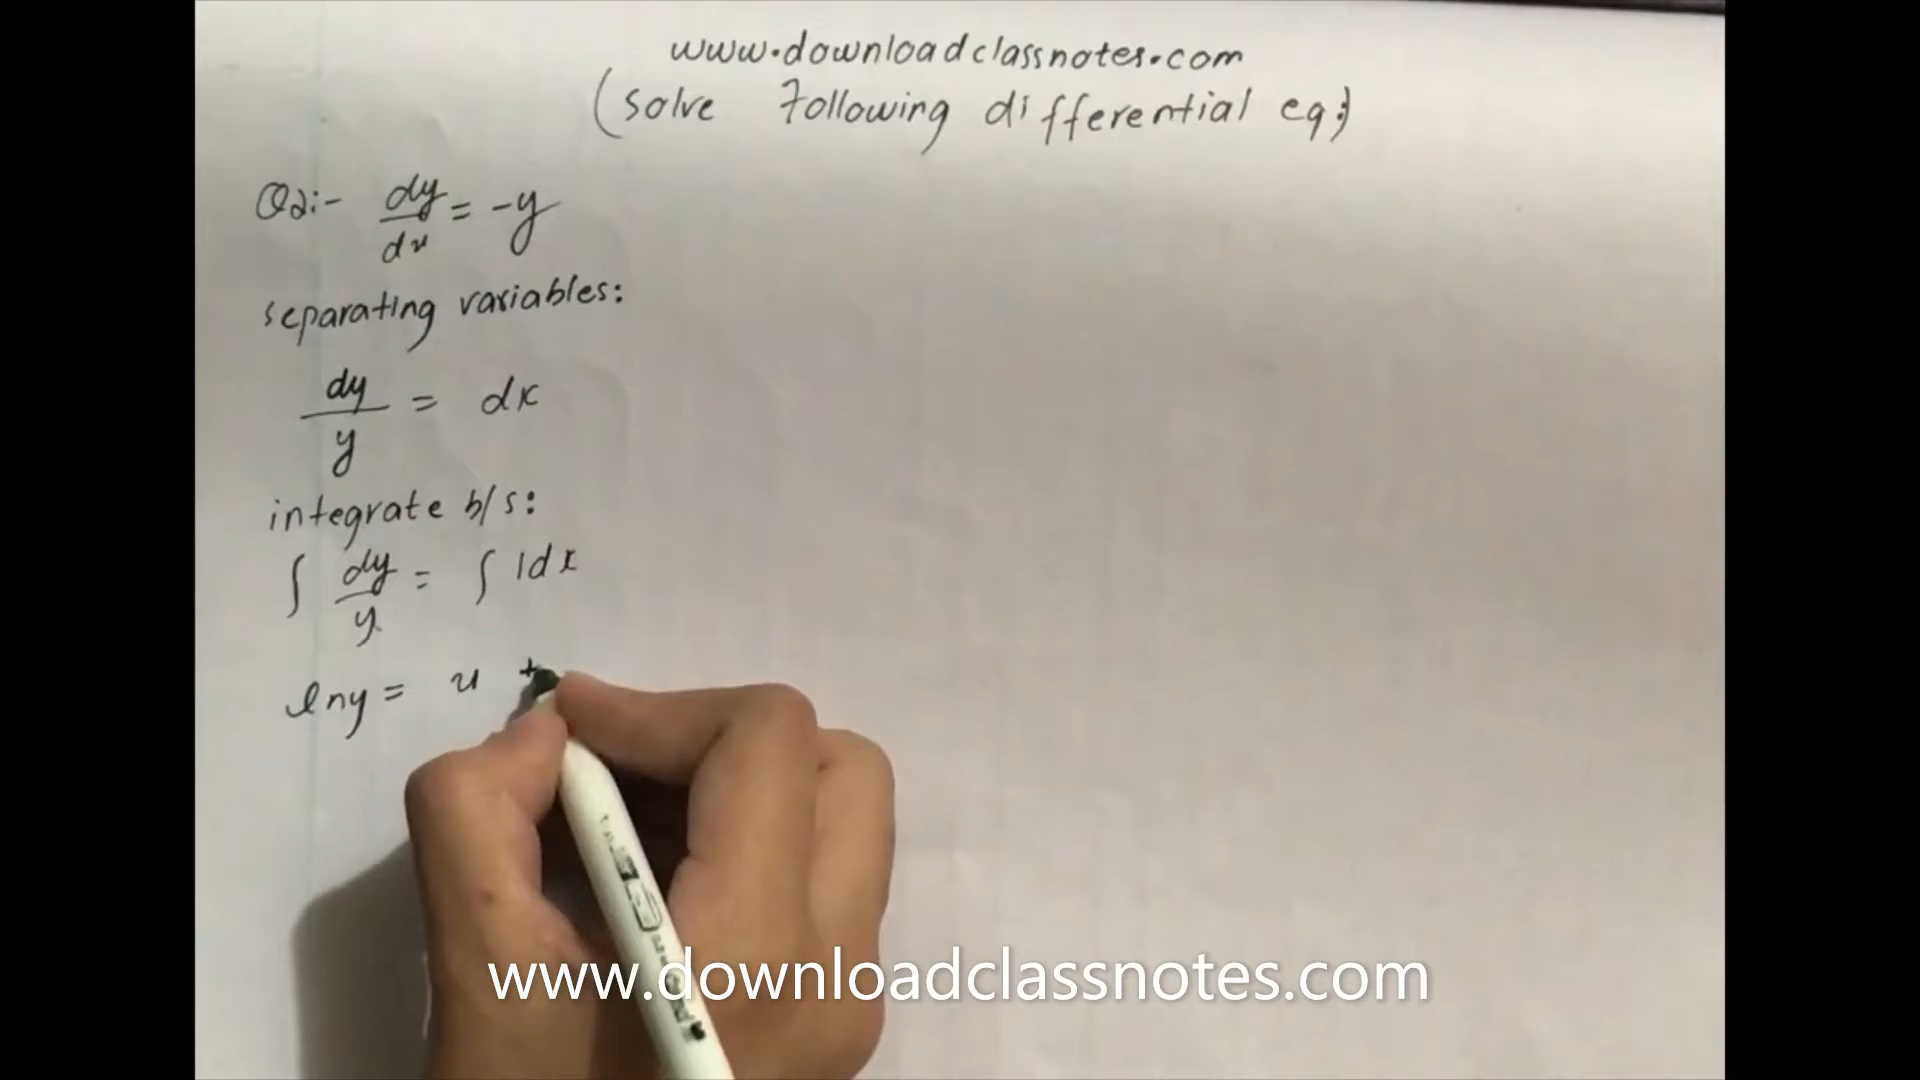 www.downloadclassnotes.com
(solve following differential eq:)
Q2:- dy/dx = -y
separating variables:
dy/y = dx
integrate b/s:
∫ dy/y = ∫ 1dx
lny = x +
www.downloadclassnotes.com